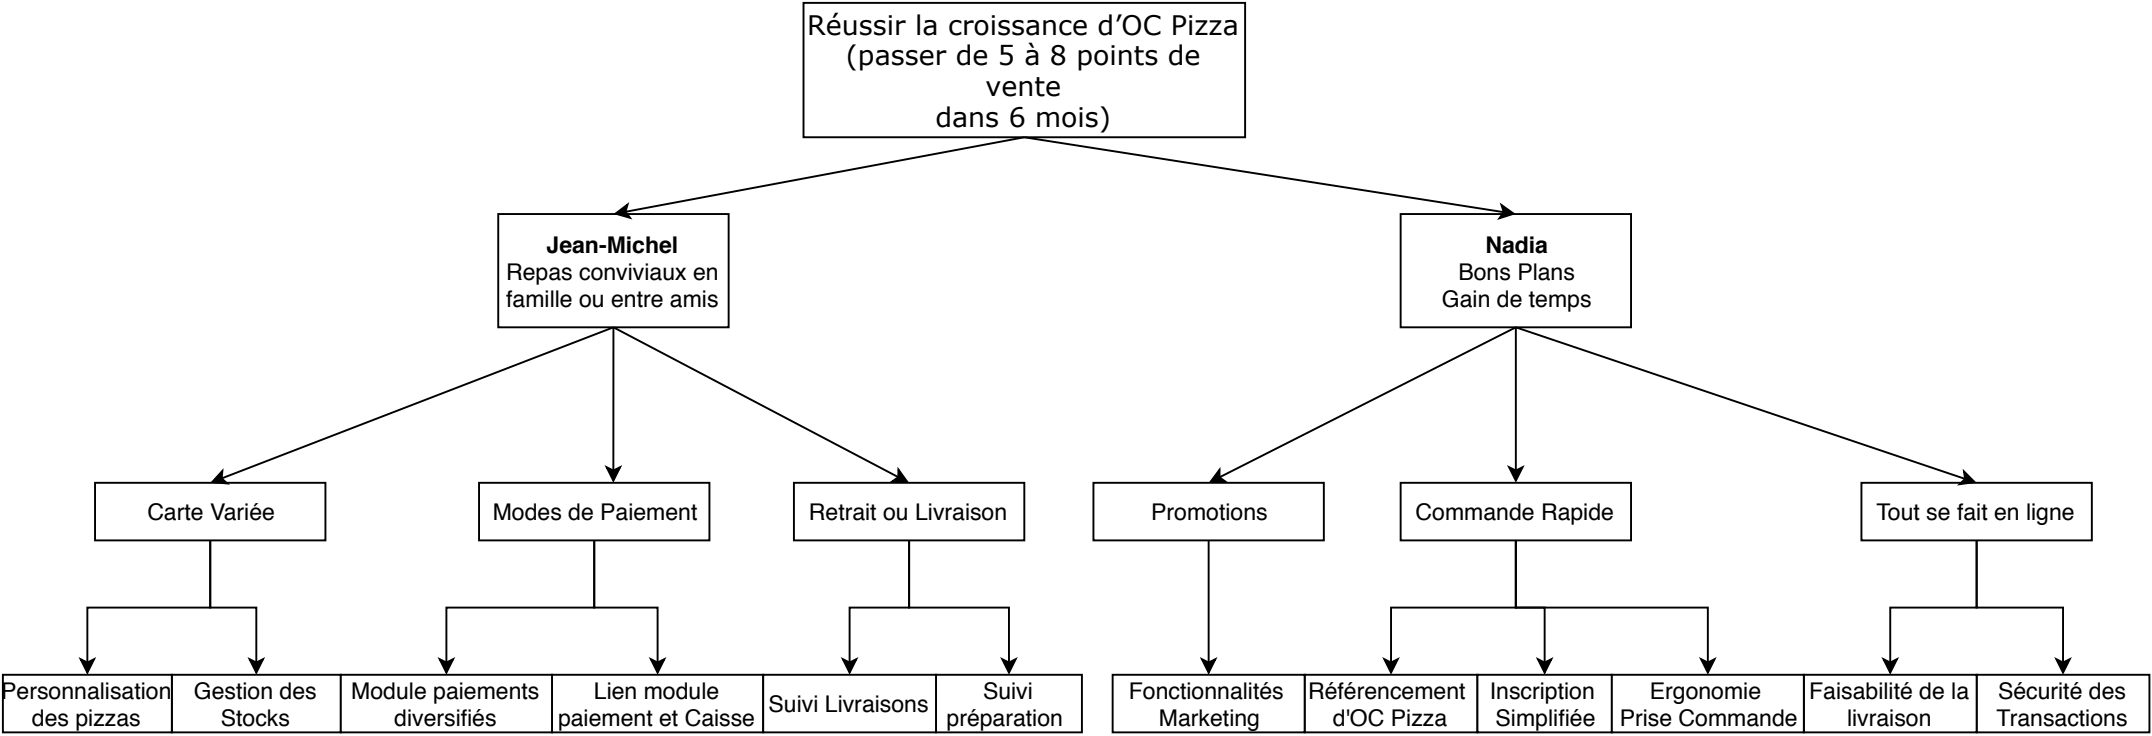 Réussir la croissance d’OC Pizza
(passer de 5 à 8 points de
vente
dans 6 mois)
Jean-Michel
Repas conviviaux en
famille ou entre amis
Nadia
Bons Plans
Gain de temps
Carte Variée
Modes de Paiement
Retrait ou Livraison
Promotions
Commande Rapide
Tout se fait en ligne
Personnalisation
des pizzas
Gestion des
Stocks
Module paiements
diversifiés
Lien module
paiement et Caisse
Suivi Livraisons
Suivi
préparation
Fonctionnalités
Marketing
Référencement
d'OC Pizza
Inscription
Simplifiée
Ergonomie
Prise Commande
Faisabilité de la
livraison
Sécurité des
Transactions